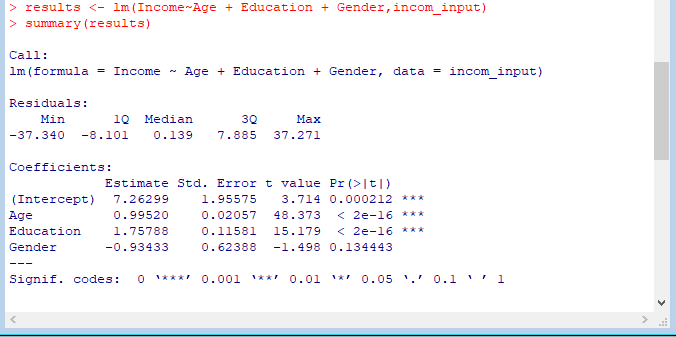 > results <- lm(Income~Age + Education + Gender,incom_input)
> summary(results)
Call:
lm(formula = Income ~ Age + Education + Gender, data = incom_input)
Residuals:
    Min      1Q  Median      3Q     Max
-37.340  -8.101   0.139   7.885  37.271
Coefficients:
            Estimate Std. Error t value Pr(>|t|)
(Intercept)  7.26299    1.95575   3.714 0.000212 ***
Age          0.99520    0.02057  48.373  < 2e-16 ***
Education    1.75788    0.11581  15.179  < 2e-16 ***
Gender      -0.93433    0.62388  -1.498 0.134443
---
Signif. codes:  0 ‘***’ 0.001 ‘**’ 0.01 ‘*’ 0.05 ‘.’ 0.1 ‘ ’ 1